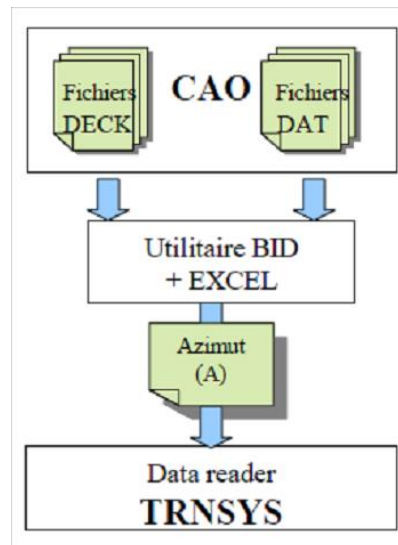 CAO
Fichiers
DECK
Fichiers
DAT
Utilitaire BID
+ EXCEL
Azimut
(A)
Data reader
TRNSYS